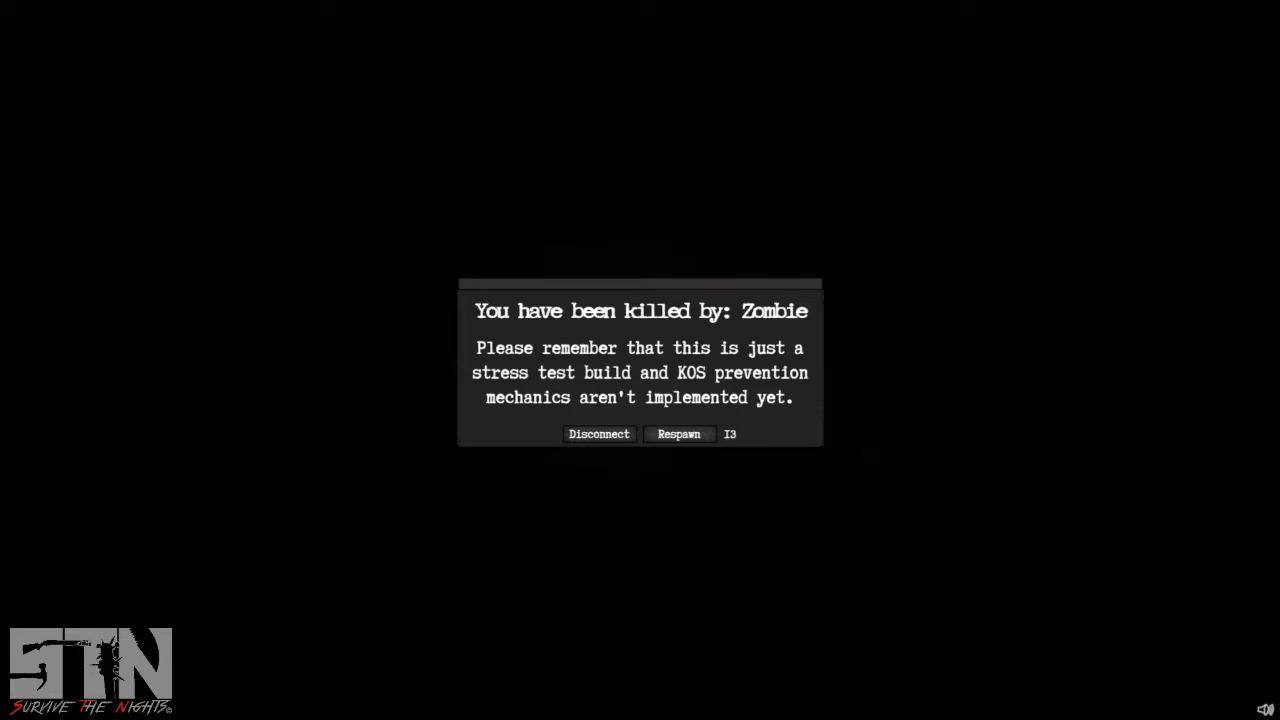 You have been killed by: Zombie
Please remember that this is just a
stress test build and KOS prevention
mechanics aren't implemented yet.
Disconnect Respawn 13
STN
SURVIVE THE NIGHTS©